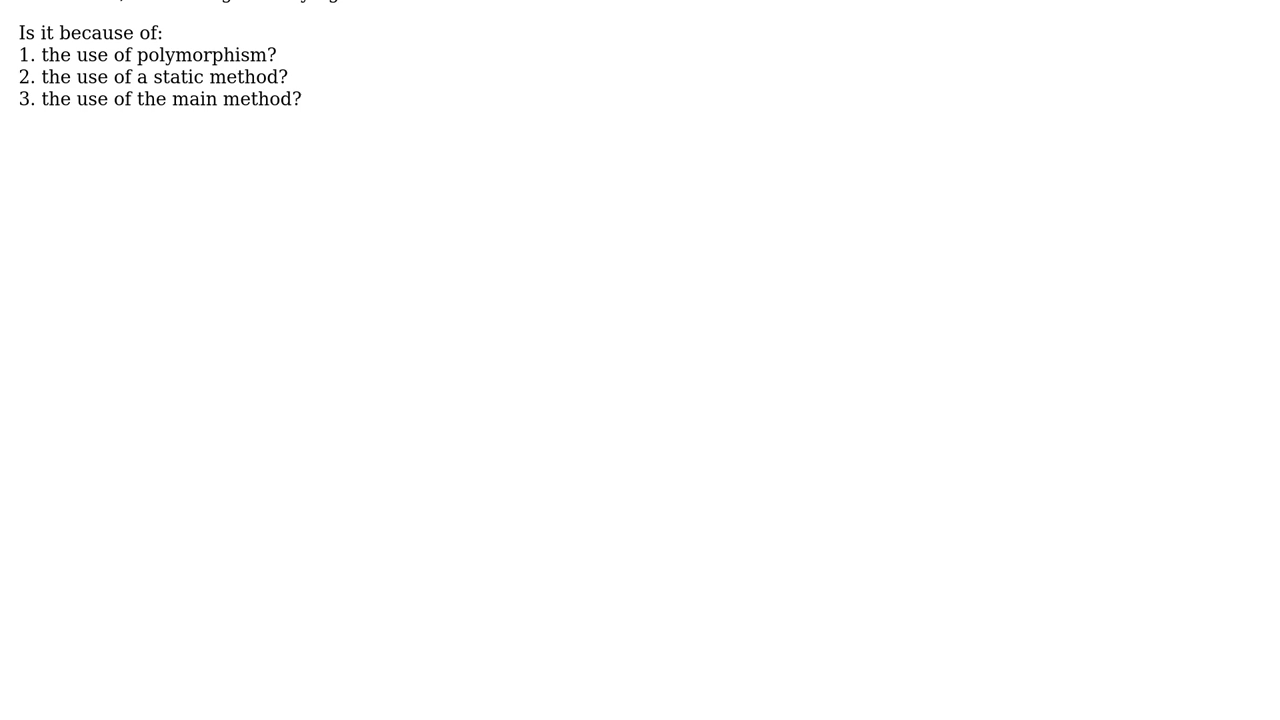 Is it because of:
1. the use of polymorphism?
2. the use of a static method?
3. the use of the main method?